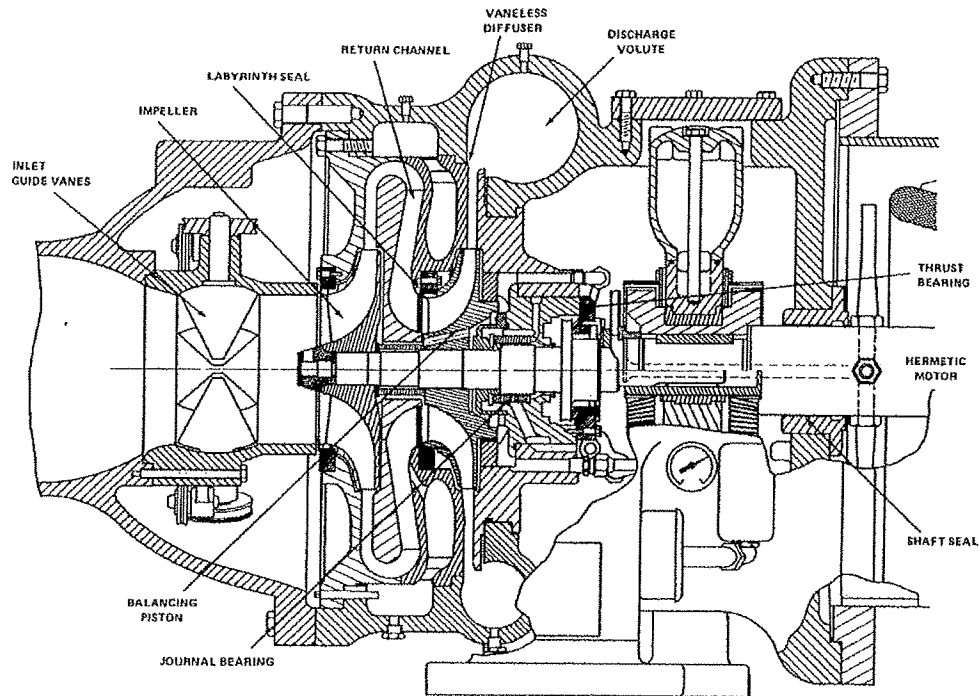 VANELESS
DIFFUSER
DISCHARGE
VOLUTE
RETURN CHANNEL
LABYRINTH SEAL
IMPELLER
INLET
GUIDE VANES
THRUST
BEARING
HERMETIC
MOTOR
SHAFT SEAL
BALANCING
PISTON
JOURNAL BEARING